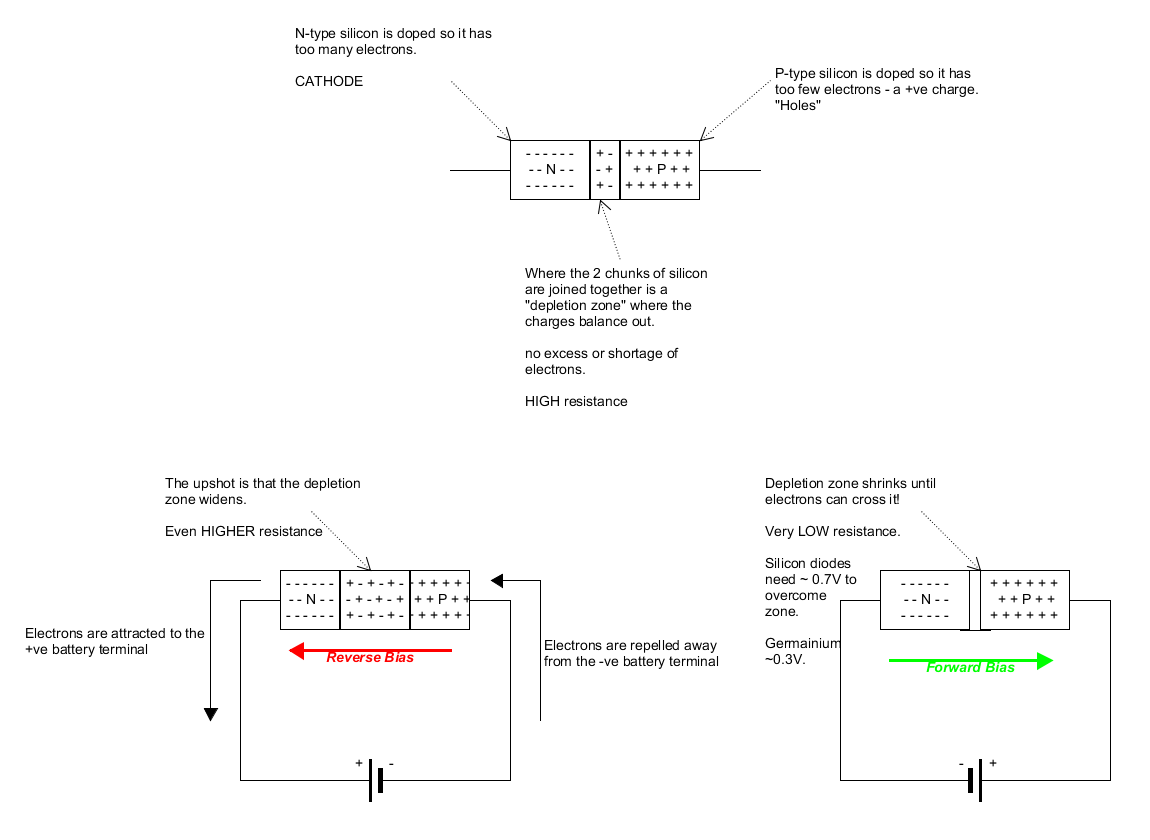 N-type silicon is doped so it has
too many electrons.
CATHODE
P-type silicon is doped so it has
too few electrons - a +ve charge.
"Holes"
- - - - - - + - + + + + + +
- - N - - - + + + P + +
- - - - - - + - + + + + + +
Where the 2 chunks of silicon
are joined together is a
"depletion zone" where the
charges balance out.
no excess or shortage of
electrons.
HIGH resistance
The upshot is that the depletion
zone widens.
Even HIGHER resistance
- - - - - - + - + - + - + + + + + +
- - N - - - + - + - + + + P + +
- - - - - - + - + - + - + + + + + +
Electrons are attracted to the
+ve battery terminal
Reverse Bias
Electrons are repelled away
from the -ve battery terminal
+ -
Depletion zone shrinks until
electrons can cross it!
Very LOW resistance.
Silicon diodes
need ~ 0.7V to
overcome
zone.
Germainium
~0.3V.
- - - - - - + + + + + +
- - N - - + + P + +
- - - - - - + + + + + +
Forward Bias
- +